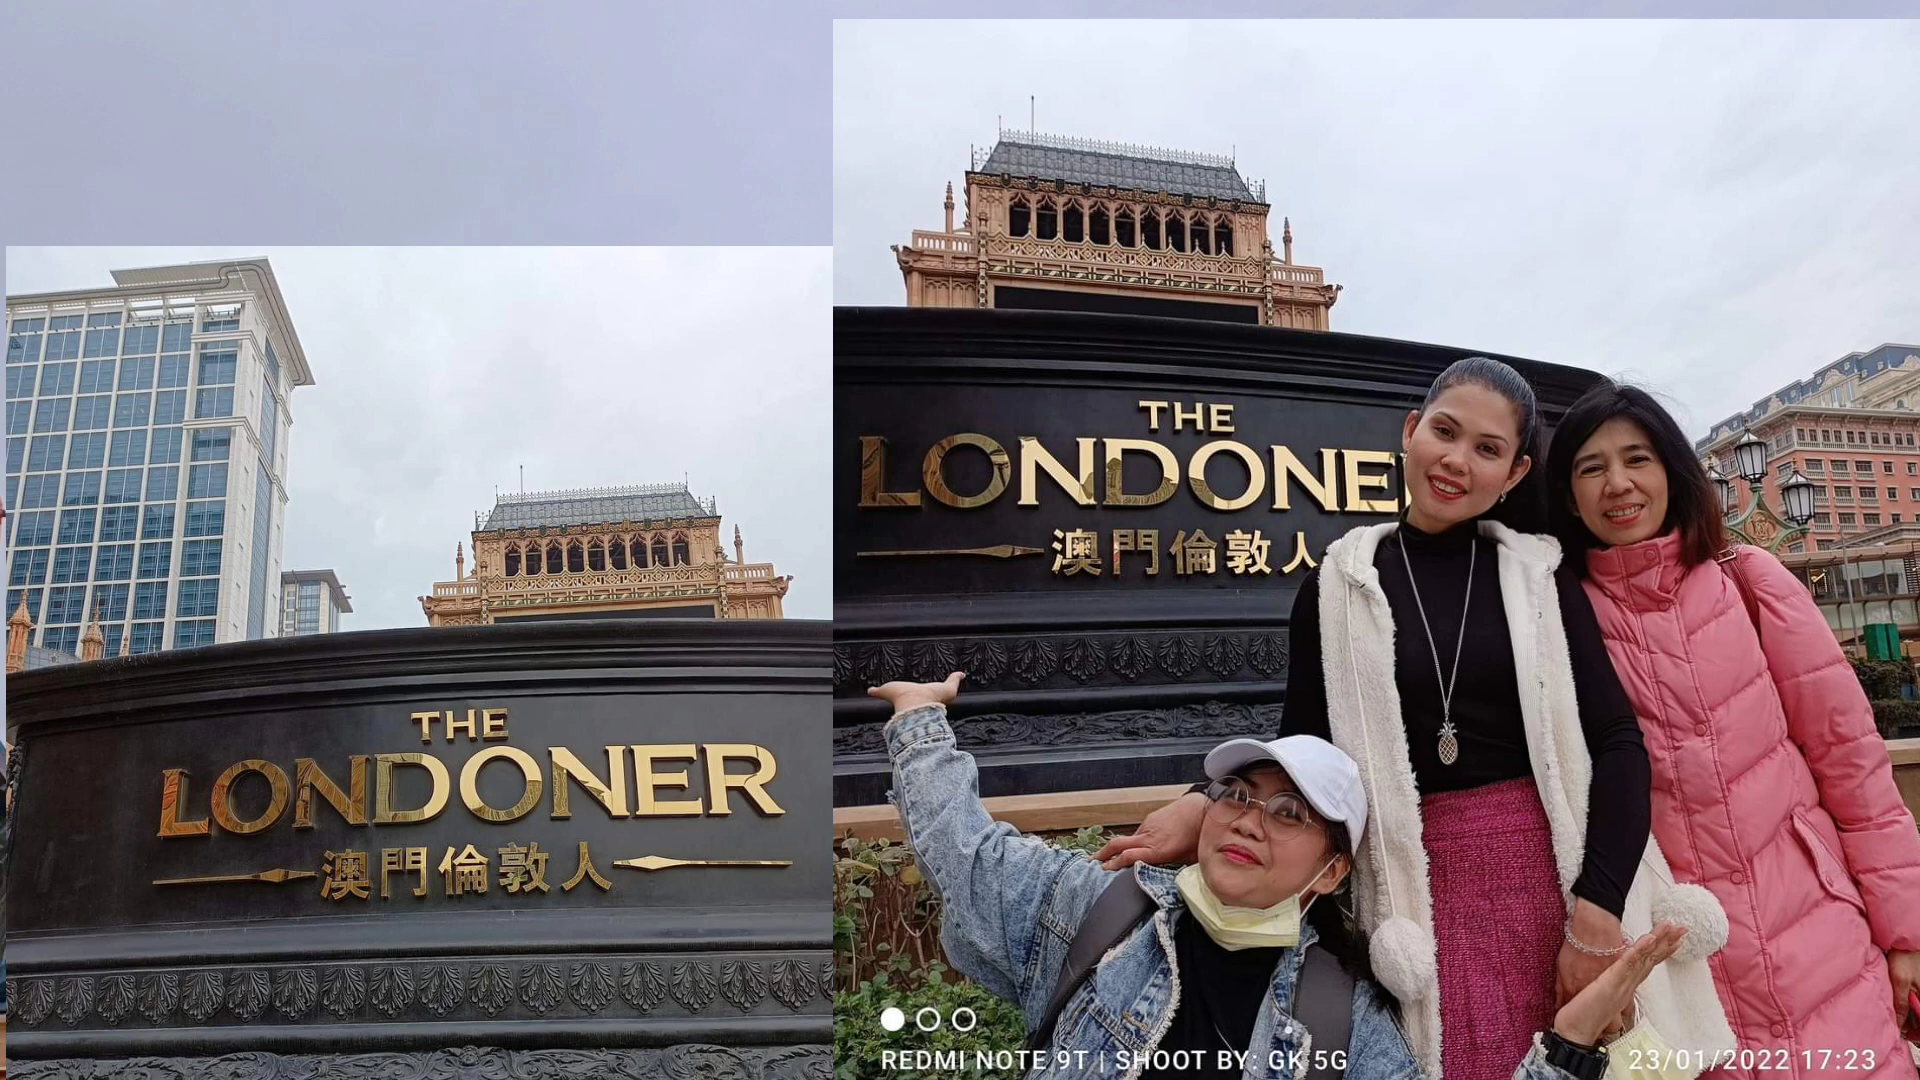 THE
LONDONER
澳門倫敦人
THE
LONDONE
澳門倫敦人
REDMI NOTE 9T | SHOOT BY: GK 5G
23/01/2022 17:23